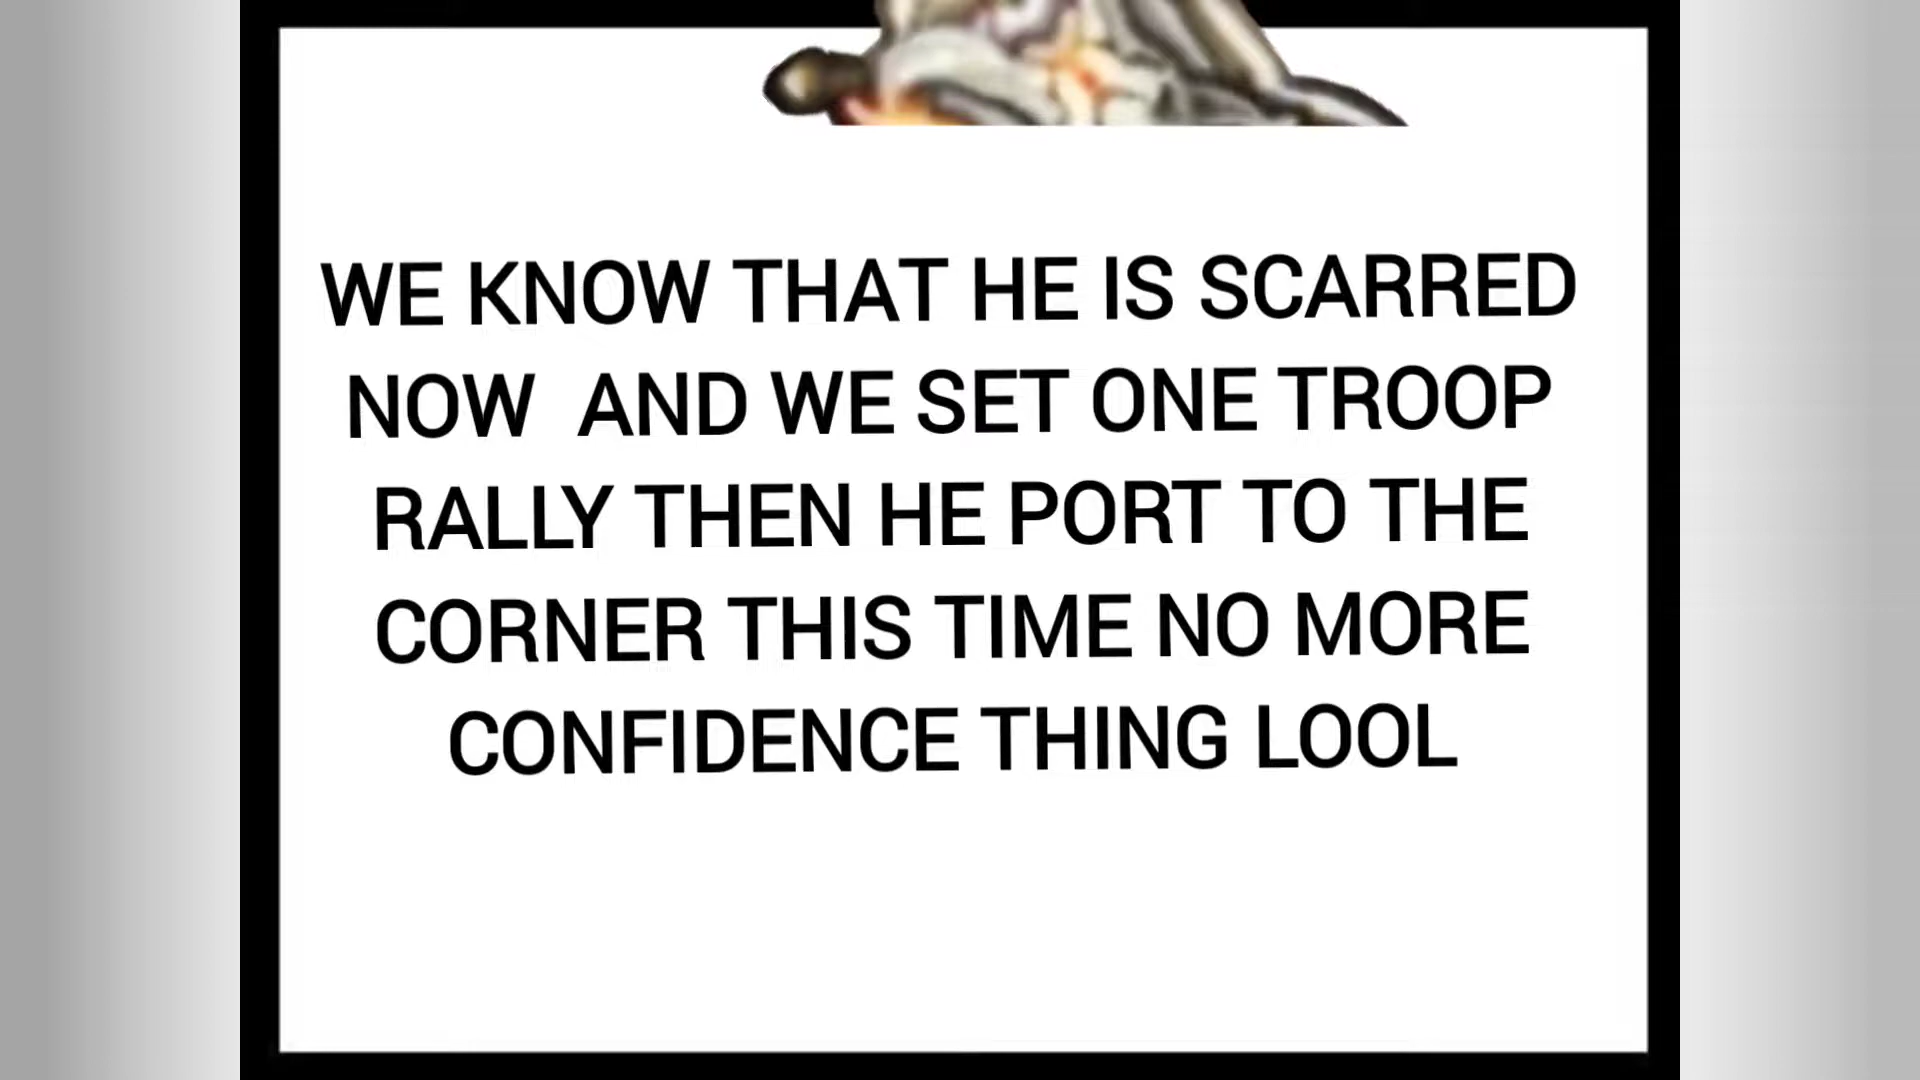 WE KNOW THAT HE IS SCARRED
NOW  AND WE SET ONE TROOP
RALLY THEN HE PORT TO THE
CORNER THIS TIME NO MORE
CONFIDENCE THING LOOL